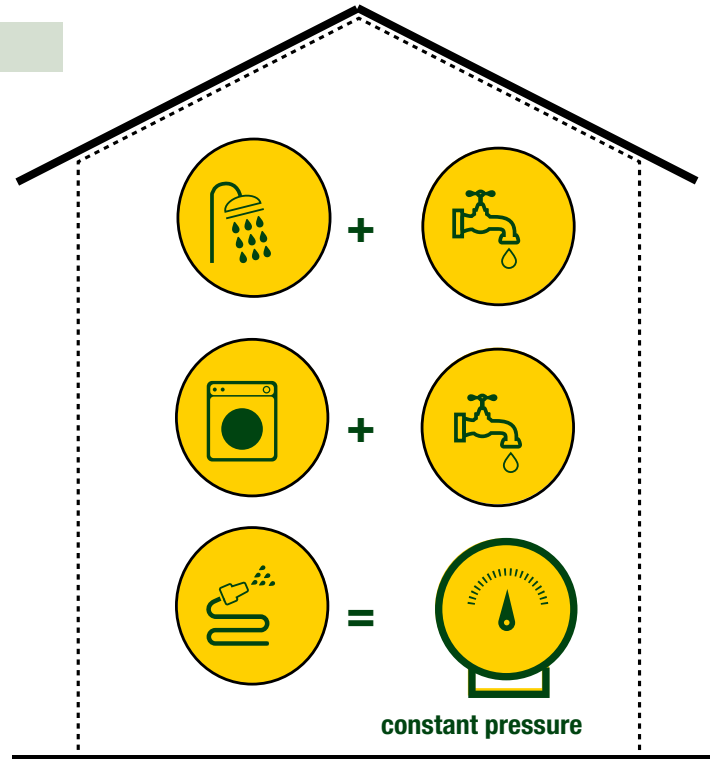 +
+
=
constant pressure